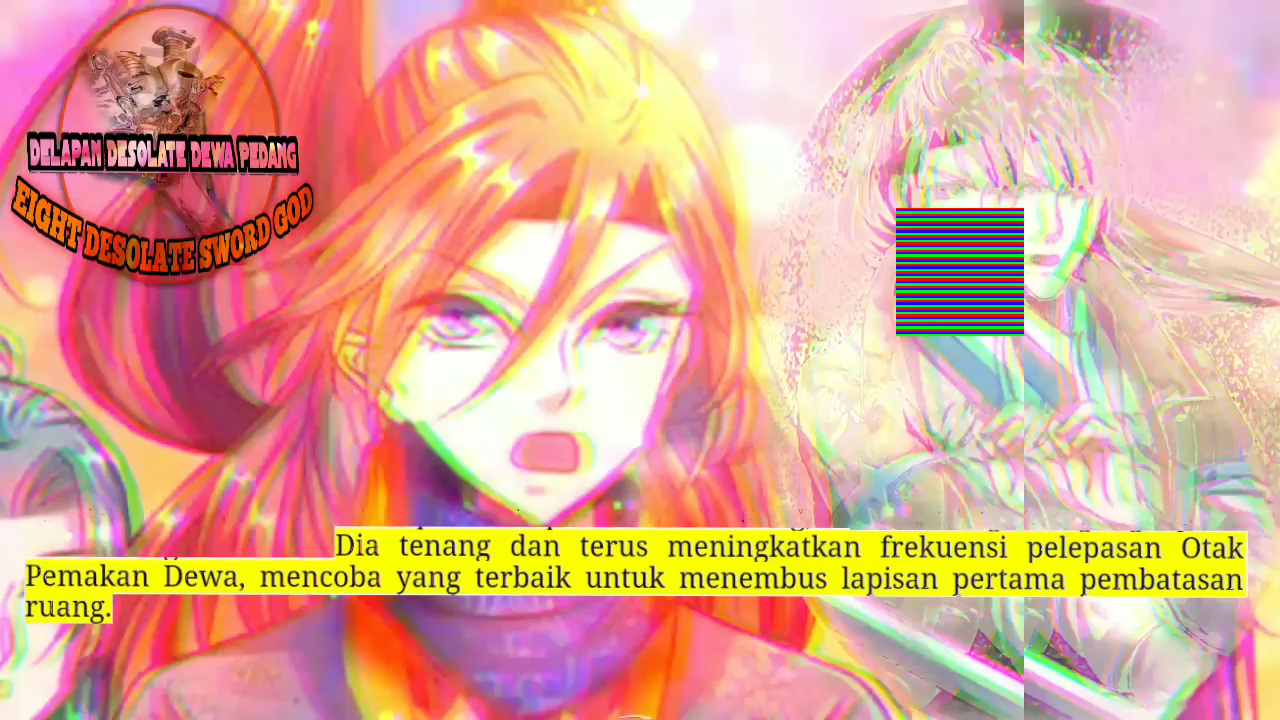 DELAPAN DESOLATE DEWA PEDANG
EIGHT DESOLATE SWORD GOD
Dia tenang dan terus meningkatkan frekuensi pelepasan Otak
Pemakan Dewa, mencoba yang terbaik untuk menembus lapisan pertama pembatasan
ruang.